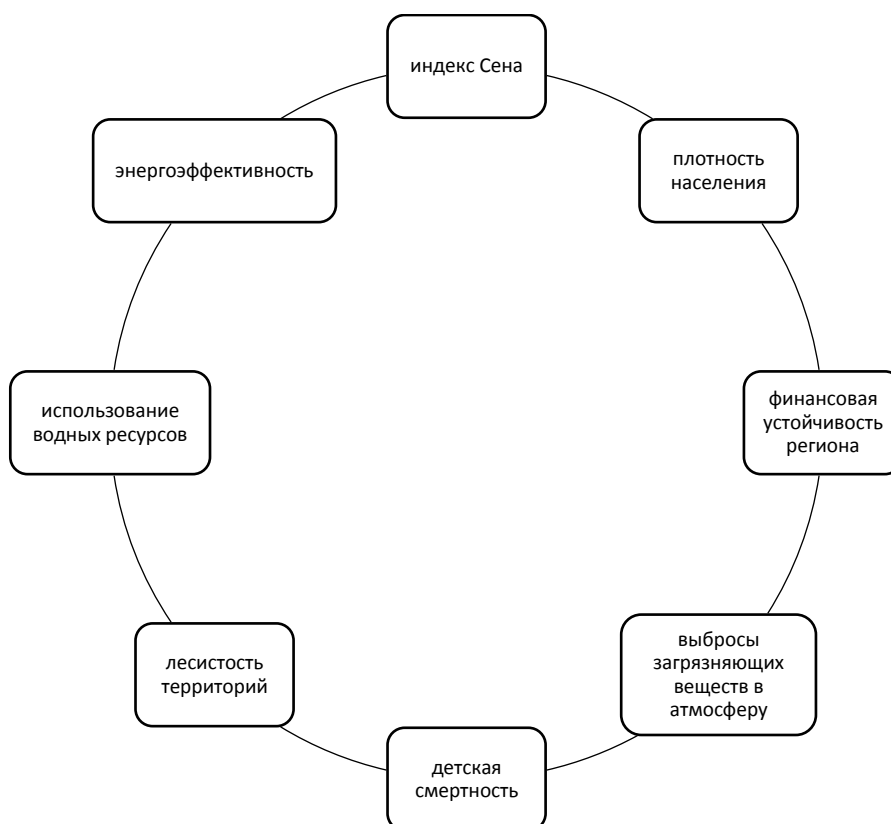 индекс Сена
плотность
населения
финансовая
устойчивость
региона
выбросы
загрязняющих
веществ в
атмосферу
детская
смертность
лесистость
территорий
использование
водных ресурсов
энергоэффективность